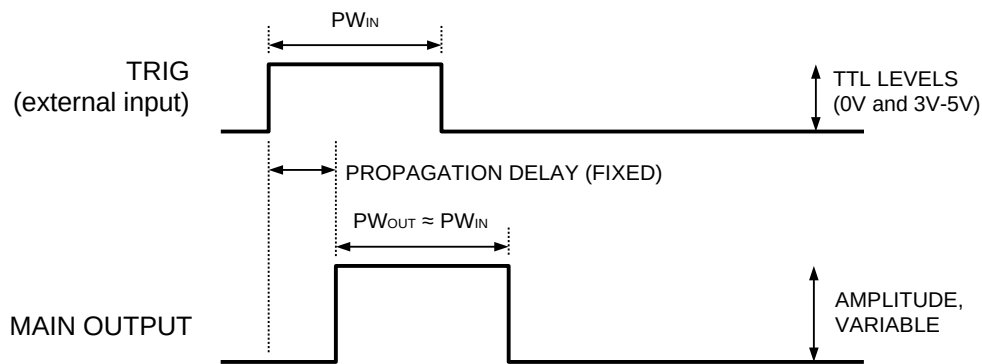 PWIN
TRIG
(external input)
TTL LEVELS
(0V and 3V-5V)
PROPAGATION DELAY (FIXED)
PWOUT ≈ PWIN
MAIN OUTPUT
AMPLITUDE,
VARIABLE